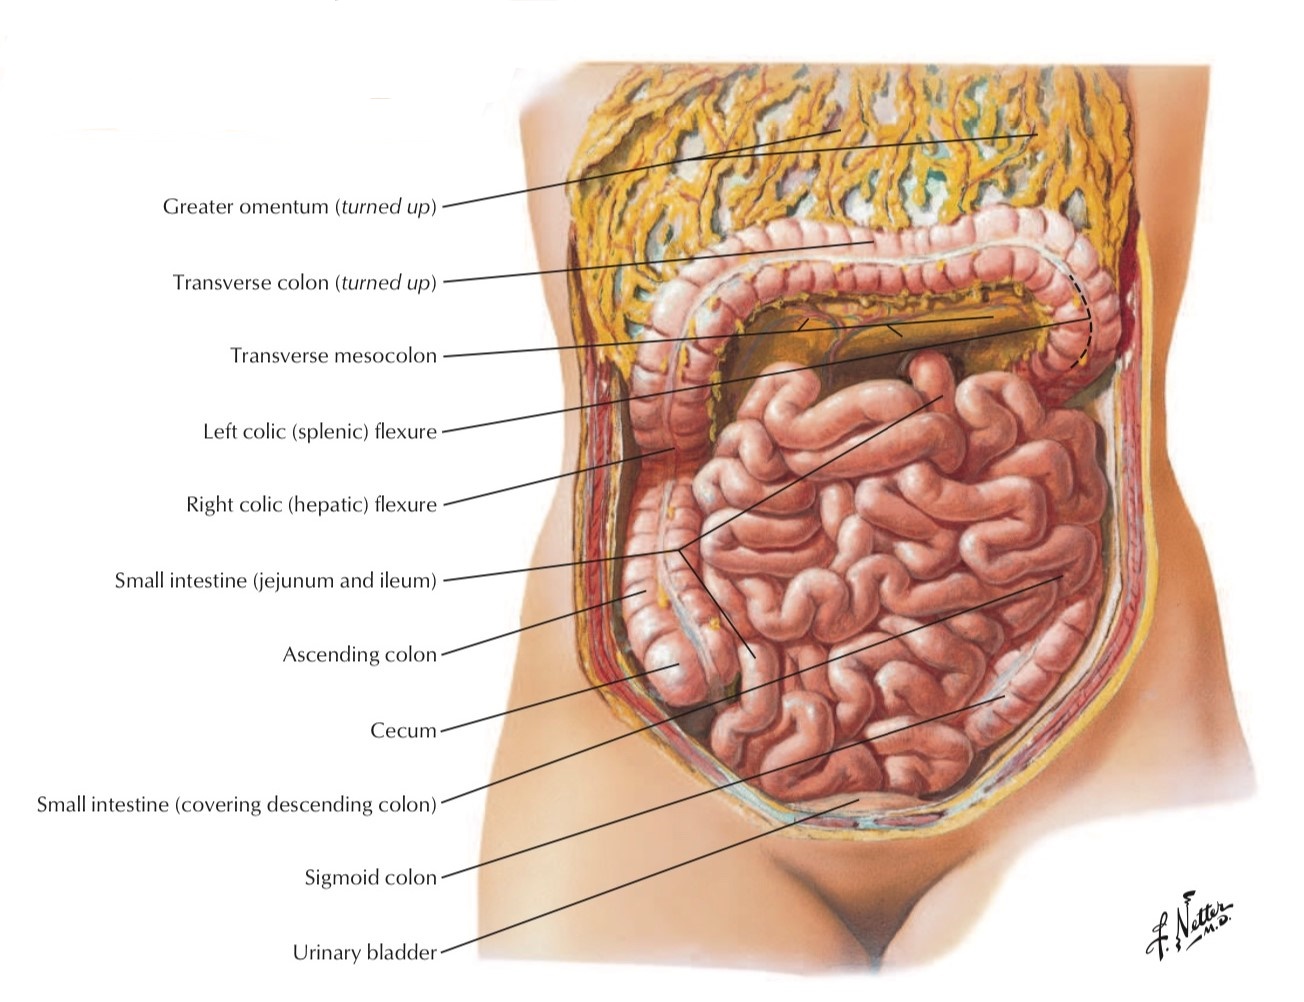 Greater omentum (turned up)
Transverse colon (turned up)
Transverse mesocolon
Left colic (splenic) flexure
Right colic (hepatic) flexure
Small intestine (jejunum and ileum)
Ascending colon
Cecum
Small intestine (covering descending colon)
Sigmoid colon
Urinary bladder
F. Netter
M.D.